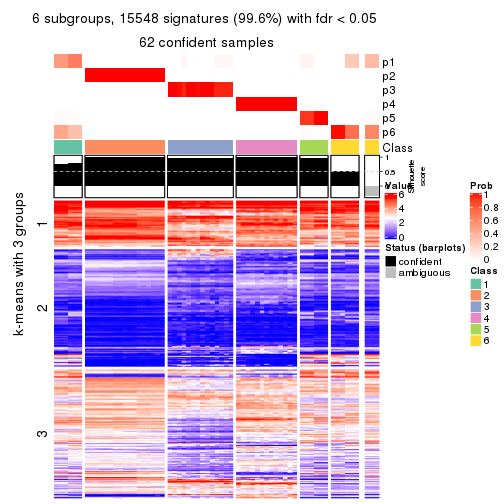 6 subgroups, 15548 signatures (99.6%) with fdr < 0.05
62 confident samples
p1
p2
p3
p4
p5
p6
Class
1
0.5
0
Silhouette
score
Value
6
4
2
0
Status (barplots)
confident
ambiguous
Prob
1
0.8
0.6
0.4
0.2
0
Class
1
2
3
4
5
6
k-means with 3 groups
1
2
3